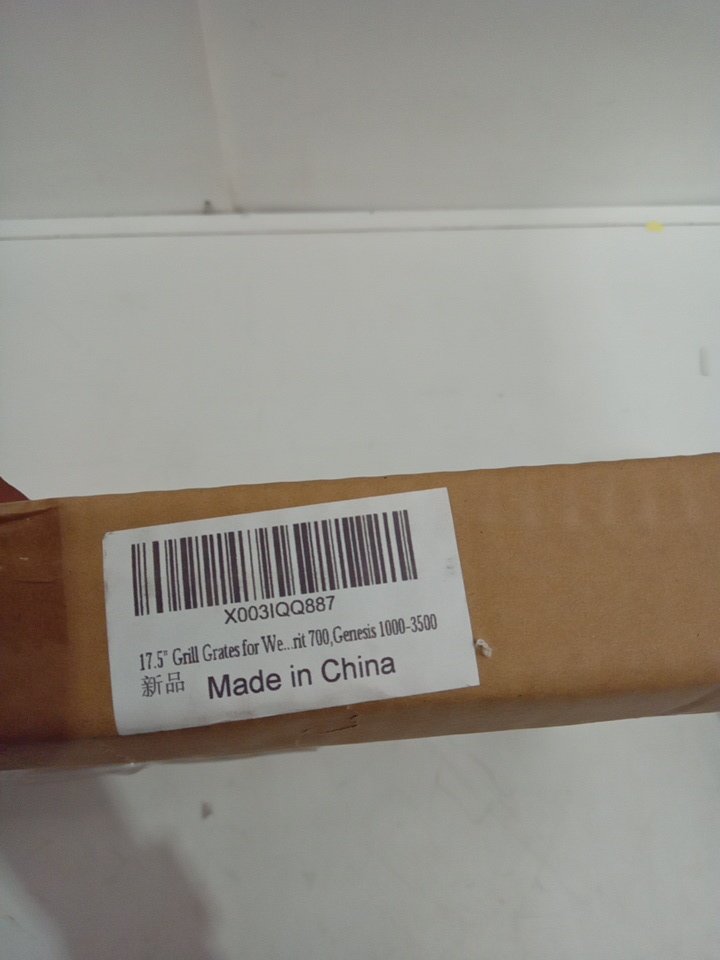 X003IQQ887
17.5" Grill Grates for We...rit 700,Genesis 1000-3500
新品 Made in China